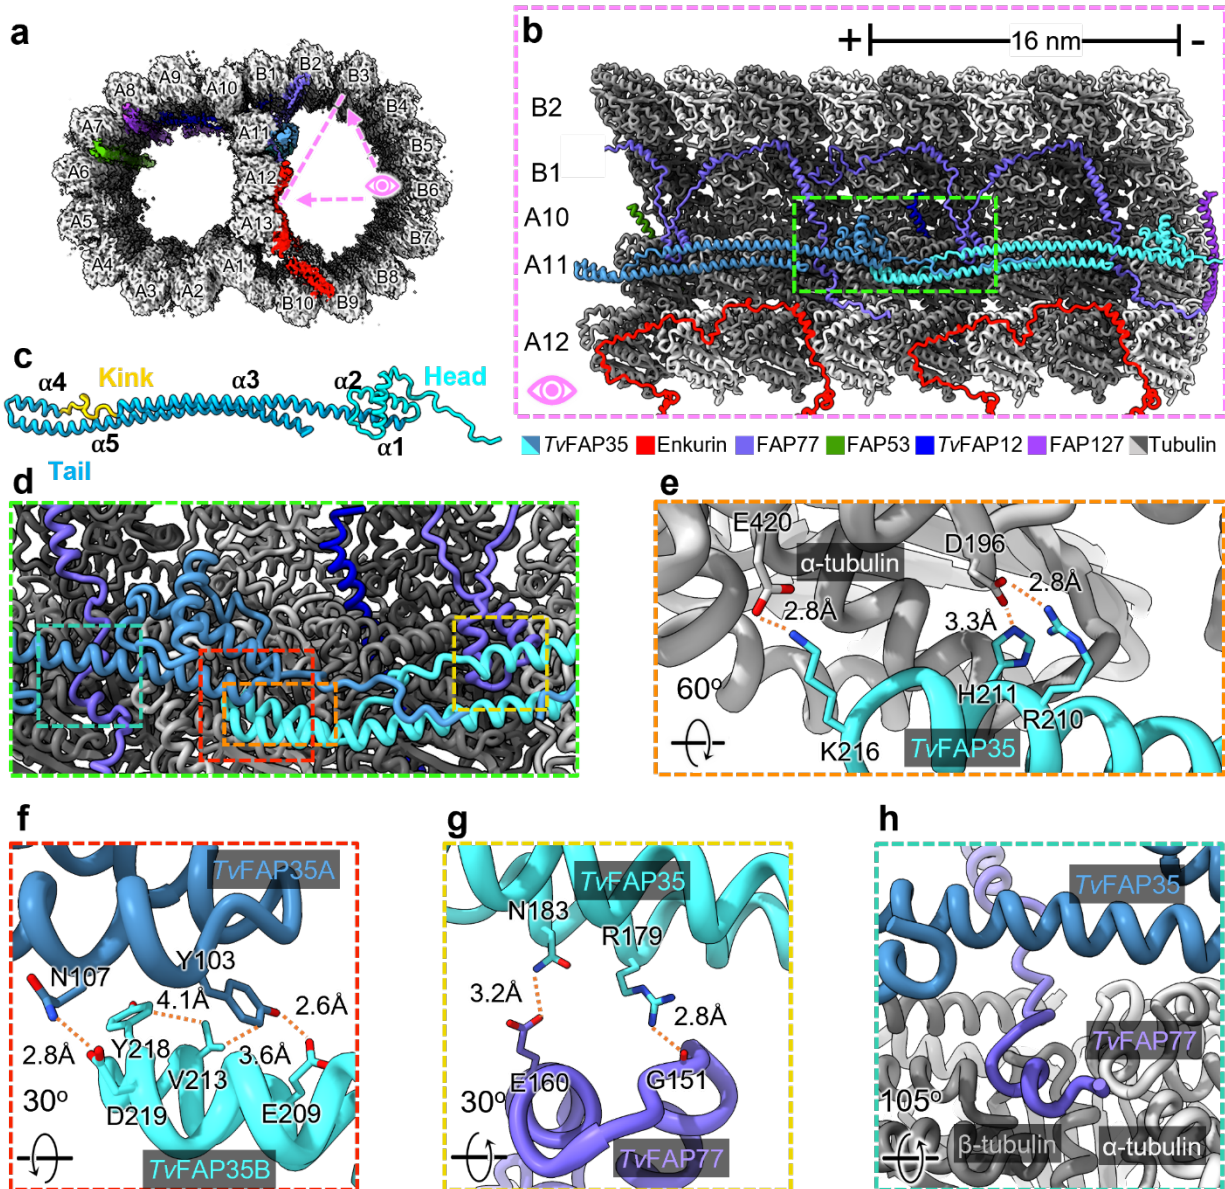 a
A8
A9
A10
B1
B2
B3
B4
A7
A11
A6
A12
B5
B6
A5
A13
B7
A4
A3
A2
A1
B10
B9
B8
b
+
16 nm
-
B2
B1
A10
A11
A12
c
α4
Kink
α3
α2
Head
α5
α1
Tail
TvFAP35
Enkurin
FAP77
FAP53
TvFAP12
FAP127
Tubulin
d
e
E420
α-tubulin
D196
2.8Å
2.8Å
3.3Å
60°
H211
R210
K216
TvFAP35
f
TvFAP35A
N107
Y103
4.1Å
2.6Å
2.8Å
Y218
3.6Å
V213
30°
D219
E209
TvFAP35B
g
TvFAP35
N183
R179
3.2Å
2.8Å
E160
G151
30°
TvFAP77
h
TvFAP35
TvFAP77
105°
β-tubulin
α-tubulin